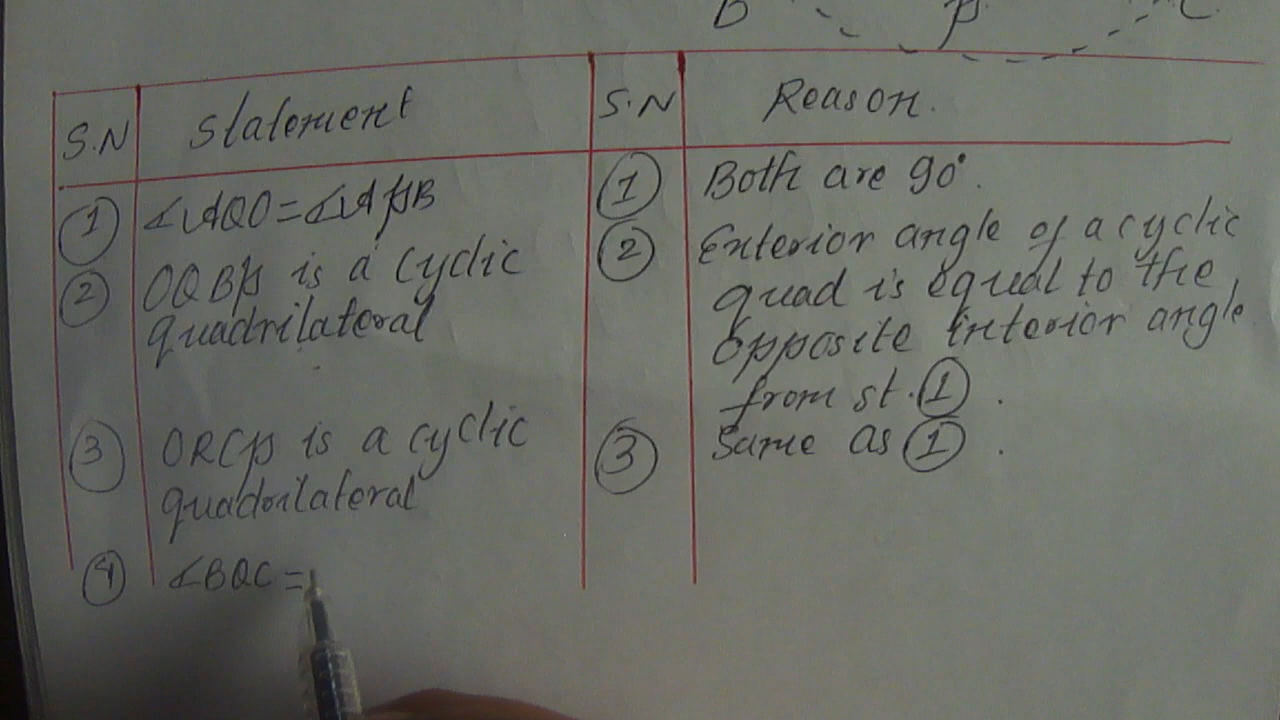 B P C
S.N Statement S.N Reason.
① ∠AQO = ∠APB ① Both are 90°.
② OQBP is a cyclic ② Exterior angle of a cyclic
quadrilateral quad is equal to the
opposite interior angle
from st. ① .
③ ORCP is a cyclic ③ Same as ① .
quadrilateral
④ ∠BQC =